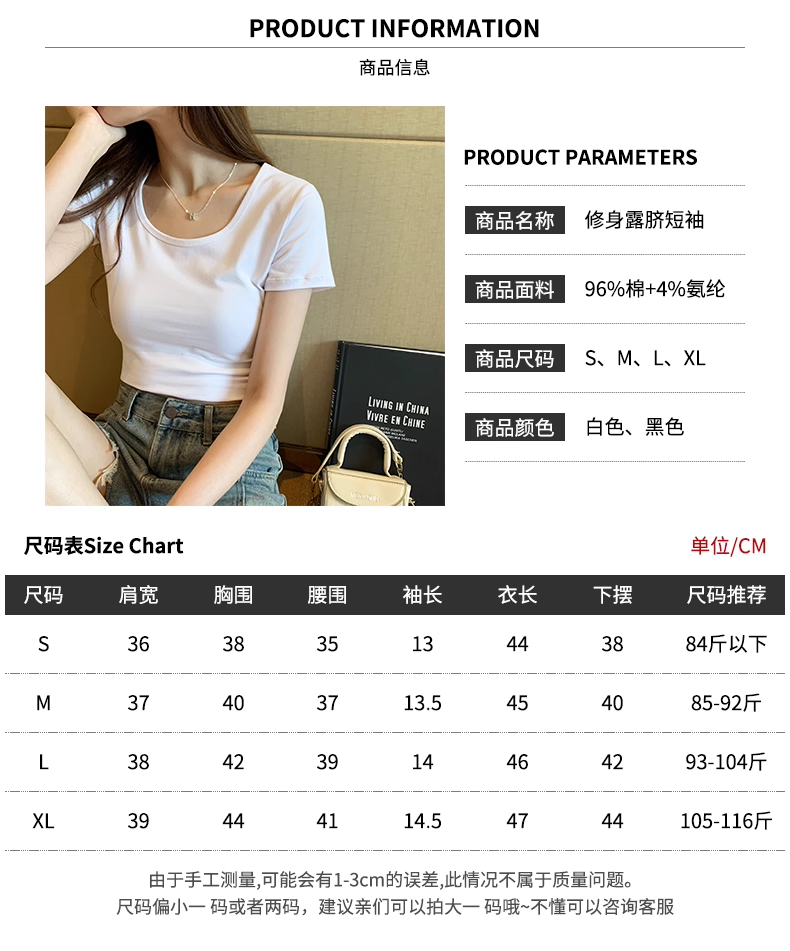 PRODUCT INFORMATION
商品信息
PRODUCT PARAMETERS
商品名称 修身露脐短袖
商品面料 96%棉+4%氨纶
商品尺码 S、M、L、XL
商品颜色 白色、黑色
LIVING IN CHINA
VIVRE EN CHINE
尺码表Size Chart 单位/CM
尺码 肩宽 胸围 腰围 袖长 衣长 下摆 尺码推荐
S 36 38 35 13 44 38 84斤以下
M 37 40 37 13.5 45 40 85-92斤
L 38 42 39 14 46 42 93-104斤
XL 39 44 41 14.5 47 44 105-116斤
由于手工测量,可能会有1-3cm的误差,此情况不属于质量问题。
尺码偏小一 码或者两码，建议亲们可以拍大一 码哦~不懂可以咨询客服